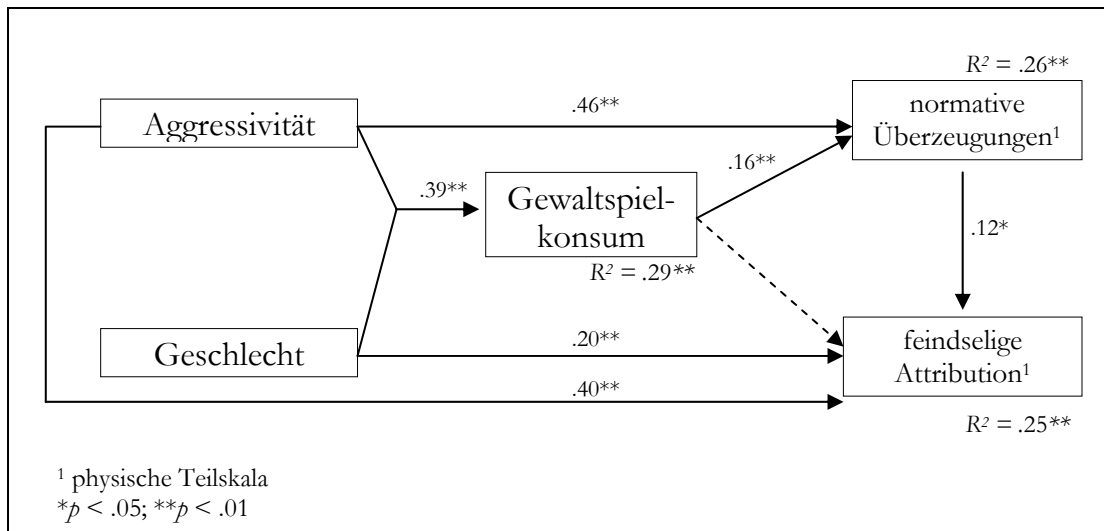 R² = .26**
Aggressivität
.46**
normative
Überzeugungen¹
.16**
.39**
Gewaltspiel-
konsum
.12*
R² = .29**
Geschlecht
.20**
feindselige
Attribution¹
.40**
R² = .25**
¹ physische Teilskala
*p < .05; **p < .01